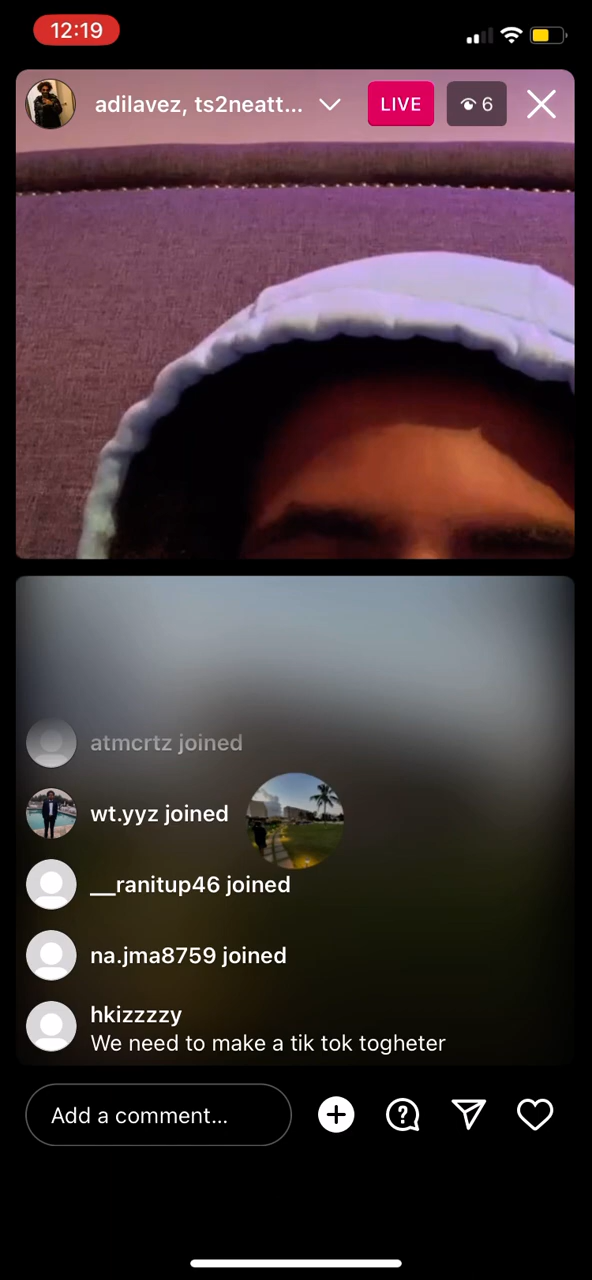 12:19
adilavez, ts2neatt...
LIVE
6
atmcrtz joined
wt.yyz joined
__ranitup46 joined
na.jma8759 joined
hkizzzzy
We need to make a tik tok togheter
Add a comment...